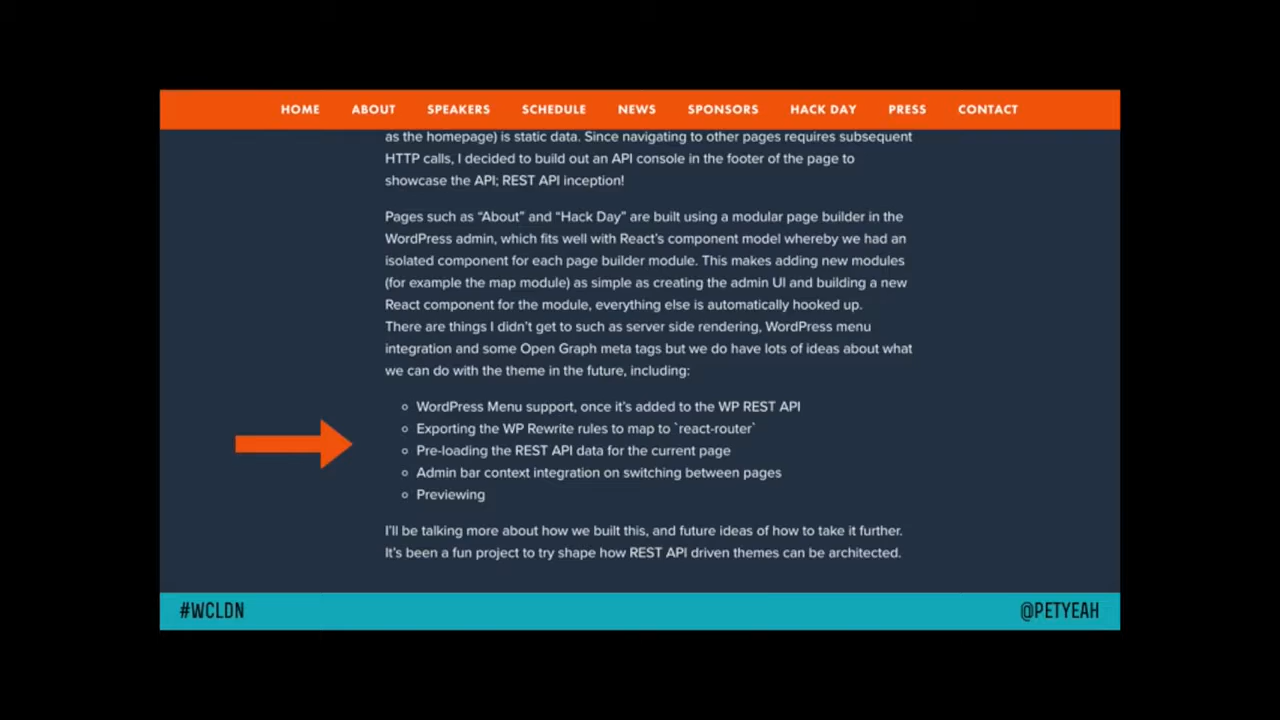 HOME ABOUT SPEAKERS SCHEDULE NEWS SPONSORS HACK DAY PRESS CONTACT
as the homepage) is static data. Since navigating to other pages requires subsequent
HTTP calls, I decided to build out an API console in the footer of the page to
showcase the API; REST API inception!
Pages such as “About” and “Hack Day” are built using a modular page builder in the
WordPress admin, which fits well with React’s component model whereby we had an
isolated component for each page builder module. This makes adding new modules
(for example the map module) as simple as creating the admin UI and building a new
React component for the module, everything else is automatically hooked up.
There are things I didn’t get to such as server side rendering, WordPress menu
integration and some Open Graph meta tags but we do have lots of ideas about what
we can do with the theme in the future, including:
WordPress Menu support, once it’s added to the WP REST API
Exporting the WP Rewrite rules to map to `react-router`
Pre-loading the REST API data for the current page
Admin bar context integration on switching between pages
Previewing
I’ll be talking more about how we built this, and future ideas of how to take it further.
It’s been a fun project to try shape how REST API driven themes can be architected.
#WCLDN @PETYEAH